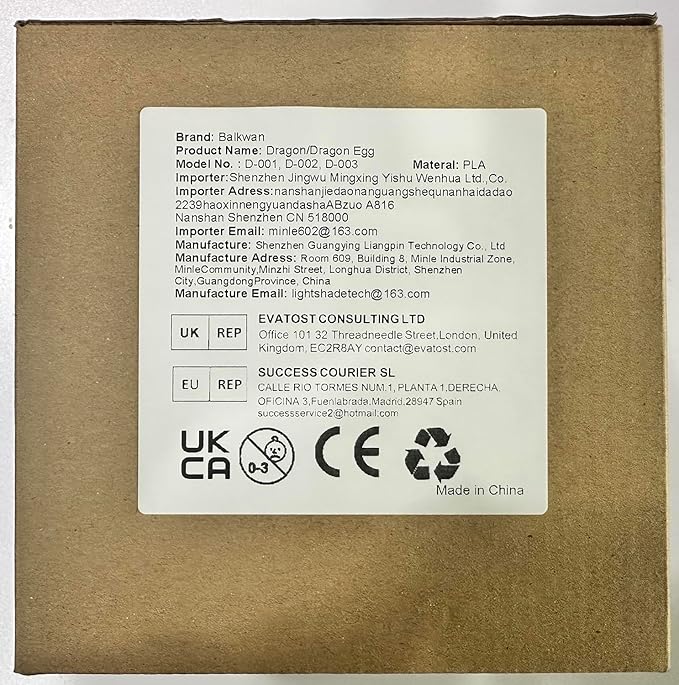 Brand: Balkwan
Product Name: Dragon/Dragon Egg
Model No. : D-001, D-002, D-003 Materal: PLA
Importer:Shenzhen Jingwu Mingxing Yishu Wenhua Ltd.,Co.
Importer Adress:nanshanjiedaonanguangshequnanhaidadao
2239haoxinnengyuandashaABzuo A816
Nanshan Shenzhen CN 518000
Importer Email: minle602@163.com
Manufacture: Shenzhen Guangying Liangpin Technology Co., Ltd
Manufacture Adress: Room 609, Building 8, Minle Industrial Zone,
MinleCommunity,Minzhi Street, Longhua District, Shenzhen
City,GuangdongProvince, China
Manufacture Email: lightshadetech@163.com
UK REP
EVATOST CONSULTING LTD
Office 101 32 Threadneedle Street,London, United
Kingdom, EC2R8AY contact@evatost.com
EU REP
SUCCESS COURIER SL
CALLE RIO TORMES NUM.1, PLANTA 1,DERECHA,
OFICINA 3,Fuenlabrada,Madrid,28947 Spain
successservice2@hotmail.com
UK
CA
0-3
CE
Made in China